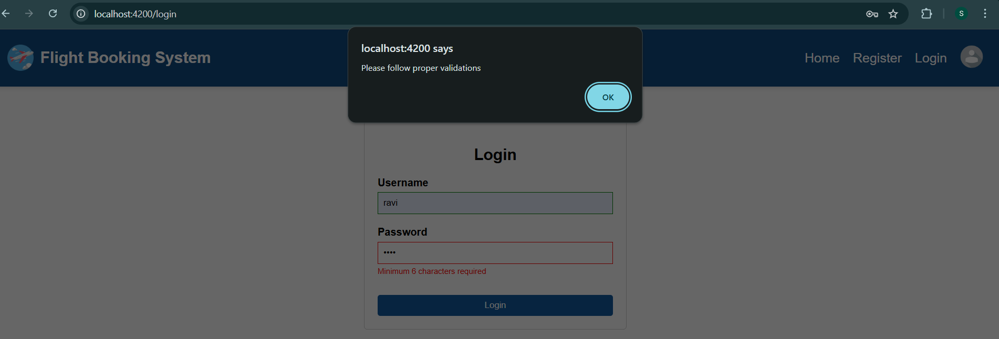 localhost:4200/login
S
Flight Booking System
Home Register Login
localhost:4200 says
Please follow proper validations
OK
Login
Username
ravi
Password
••••
Minimum 6 characters required
Login